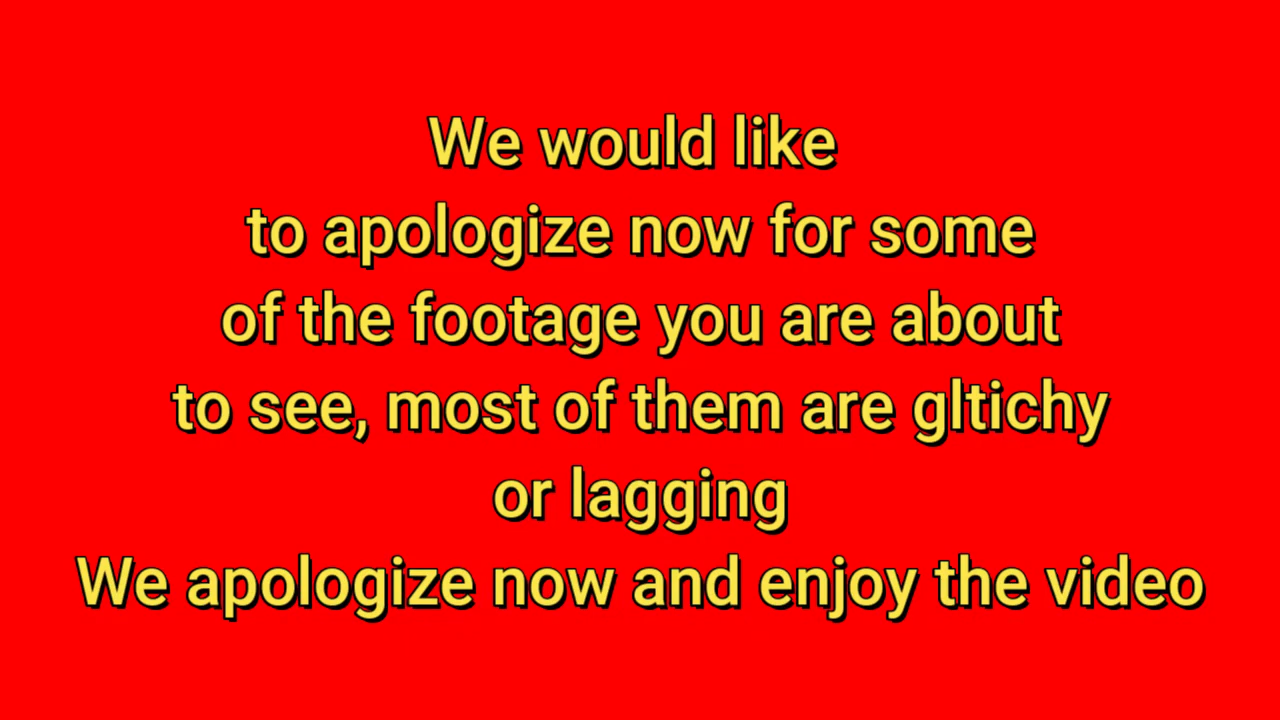 We would like
to apologize now for some
of the footage you are about
to see, most of them are gltichy
or lagging
We apologize now and enjoy the video